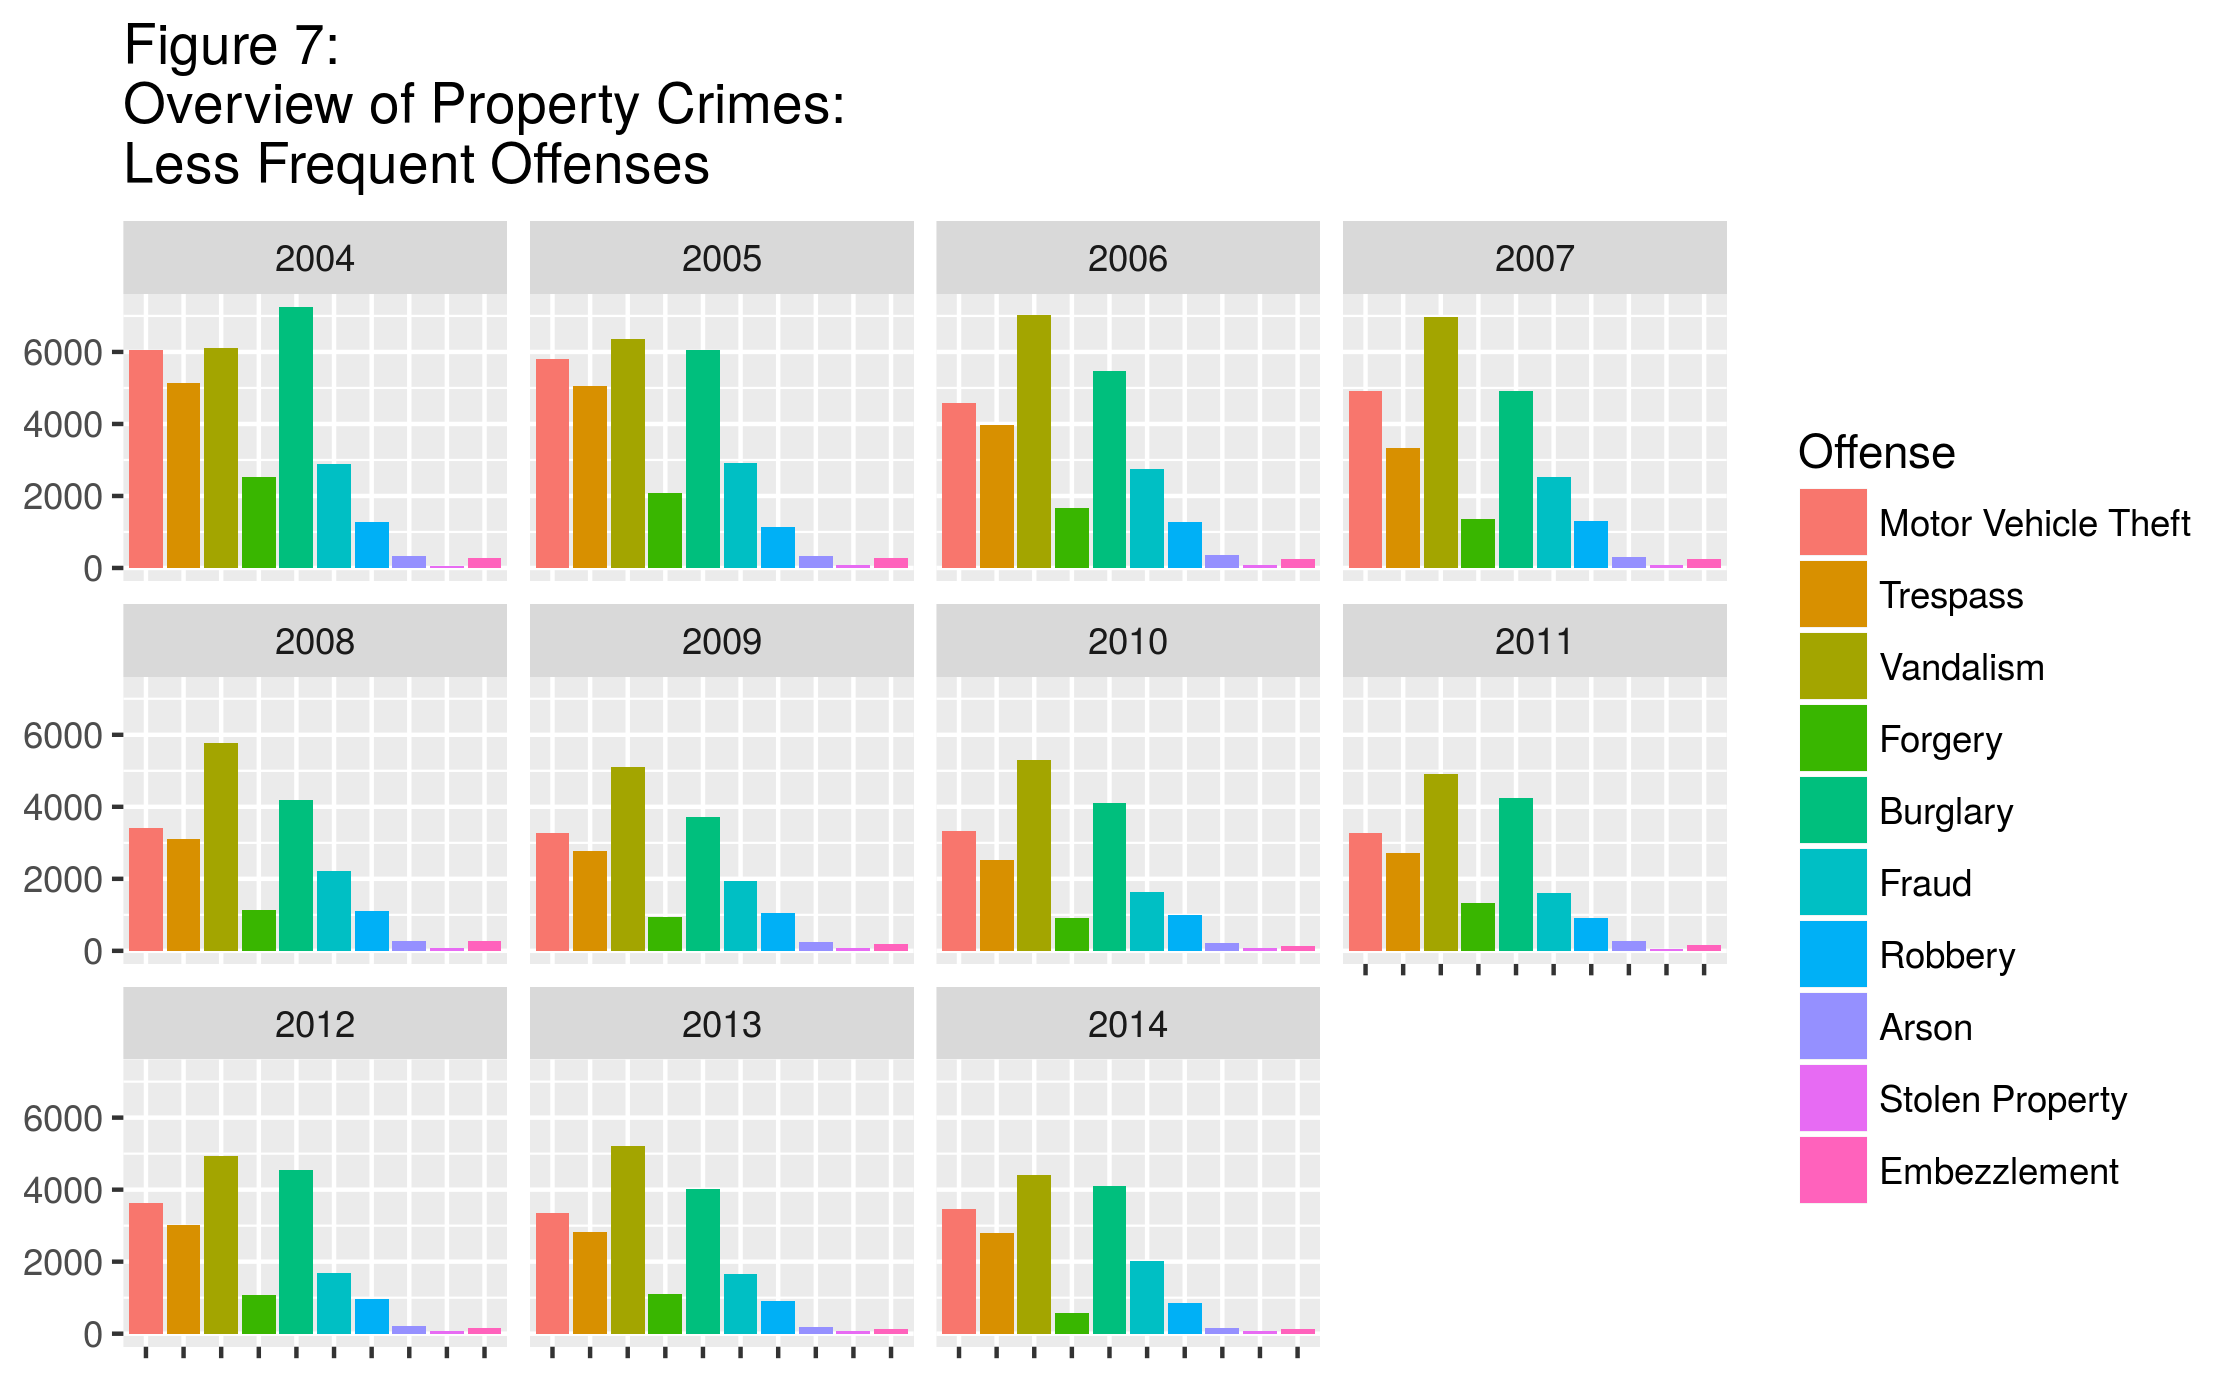 Figure 7:
Overview of Property Crimes:
Less Frequent Offenses
2004
2005
2006
2007
6000
4000
2000
0
2008
2009
2010
2011
6000
4000
2000
0
2012
2013
2014
6000
4000
2000
0
Offense
Motor Vehicle Theft
Trespass
Vandalism
Forgery
Burglary
Fraud
Robbery
Arson
Stolen Property
Embezzlement